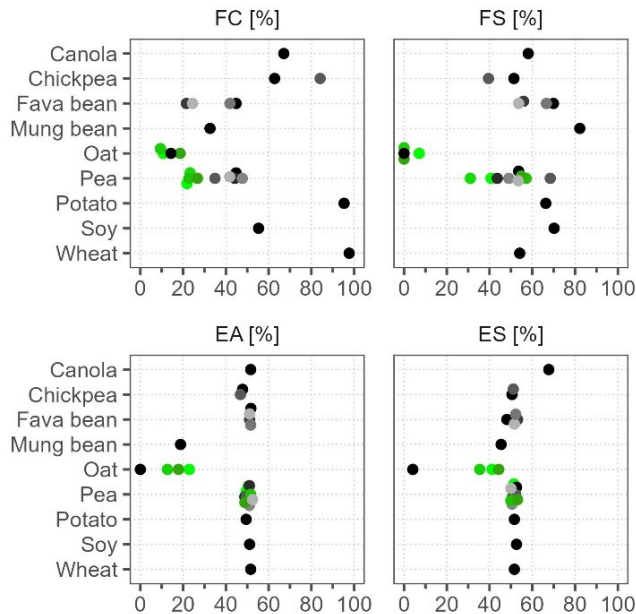 FC [%] FS [%]
Canola
Chickpea
Fava bean
Mung bean
Oat
Pea
Potato
Soy
Wheat
0 20 40 60 80 100 0 20 40 60 80 100
EA [%] ES [%]
Canola
Chickpea
Fava bean
Mung bean
Oat
Pea
Potato
Soy
Wheat
0 20 40 60 80 100 0 20 40 60 80 100